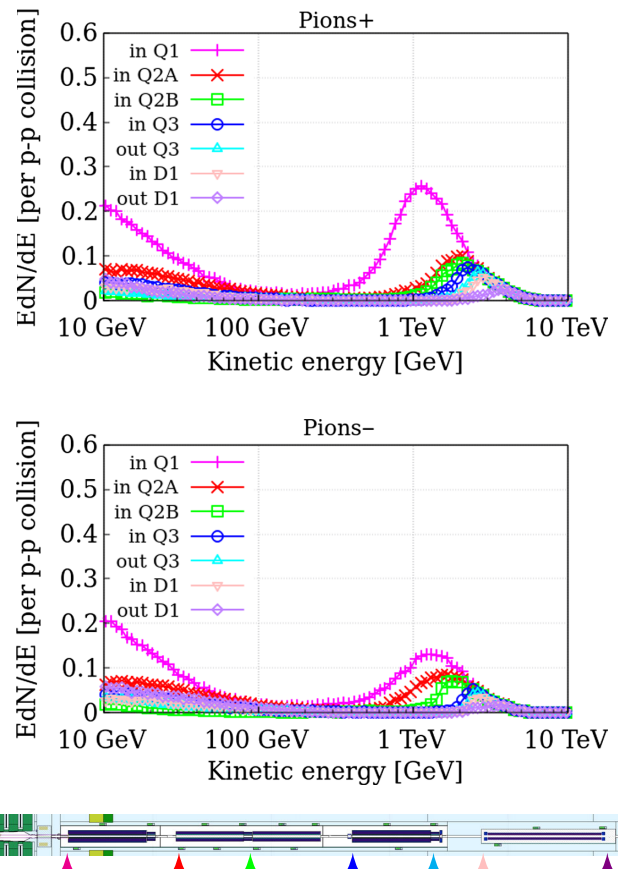 Pions+
0.6
0.5
0.4
0.3
0.2
0.1
0
EdN/dE [per p-p collision]
in Q1
in Q2A
in Q2B
in Q3
out Q3
in D1
out D1
10 GeV 100 GeV 1 TeV 10 TeV
Kinetic energy [GeV]
Pions−
0.6
0.5
0.4
0.3
0.2
0.1
0
EdN/dE [per p-p collision]
in Q1
in Q2A
in Q2B
in Q3
out Q3
in D1
out D1
10 GeV 100 GeV 1 TeV 10 TeV
Kinetic energy [GeV]